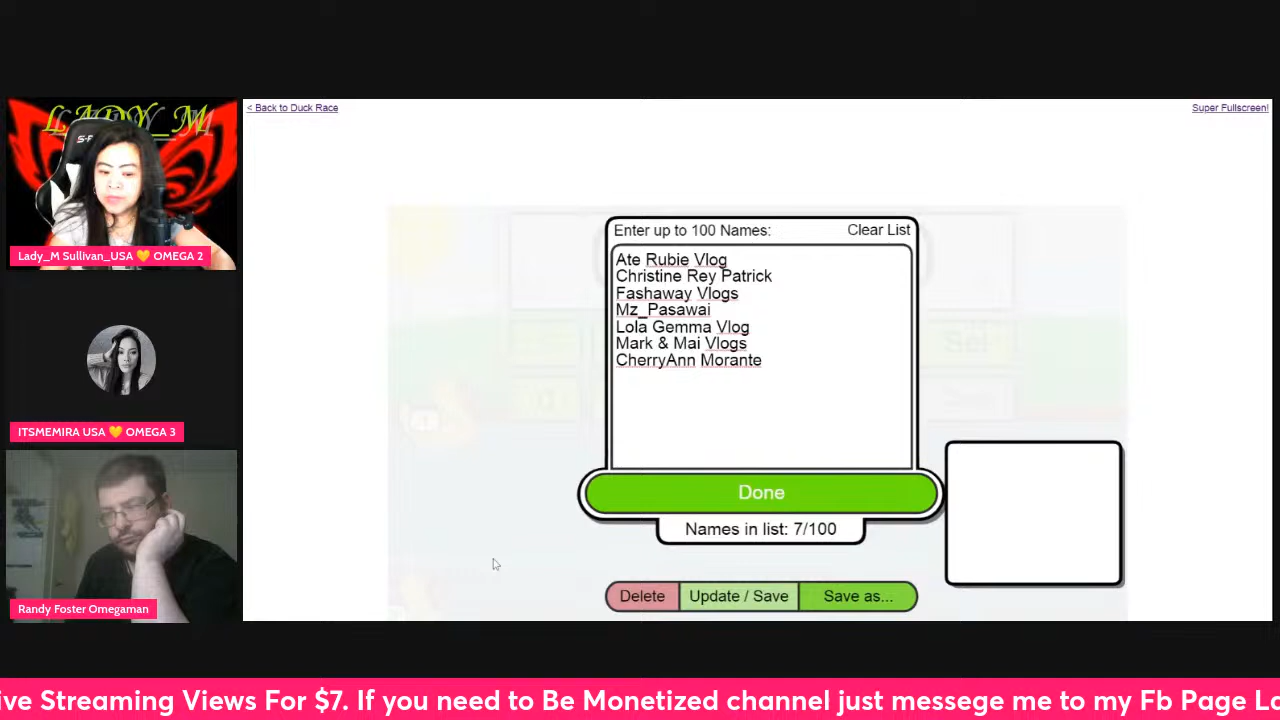 LADY_M
Lady_M Sullivan_USA 💛 OMEGA 2
ITSMEMIRA USA 💛 OMEGA 3
Randy Foster Omegaman
< Back to Duck Race
Super Fullscreen!
Enter up to 100 Names:
Clear List
Ate Rubie Vlog
Christine Rey Patrick
Fashaway Vlogs
Mz_Pasawai
Lola Gemma Vlog
Mark & Mai Vlogs
CherryAnn Morante
Done
Names in list: 7/100
Delete
Update / Save
Save as...
ive Streaming Views For $7. If you need to Be Monetized channel just messege me to my Fb Page La